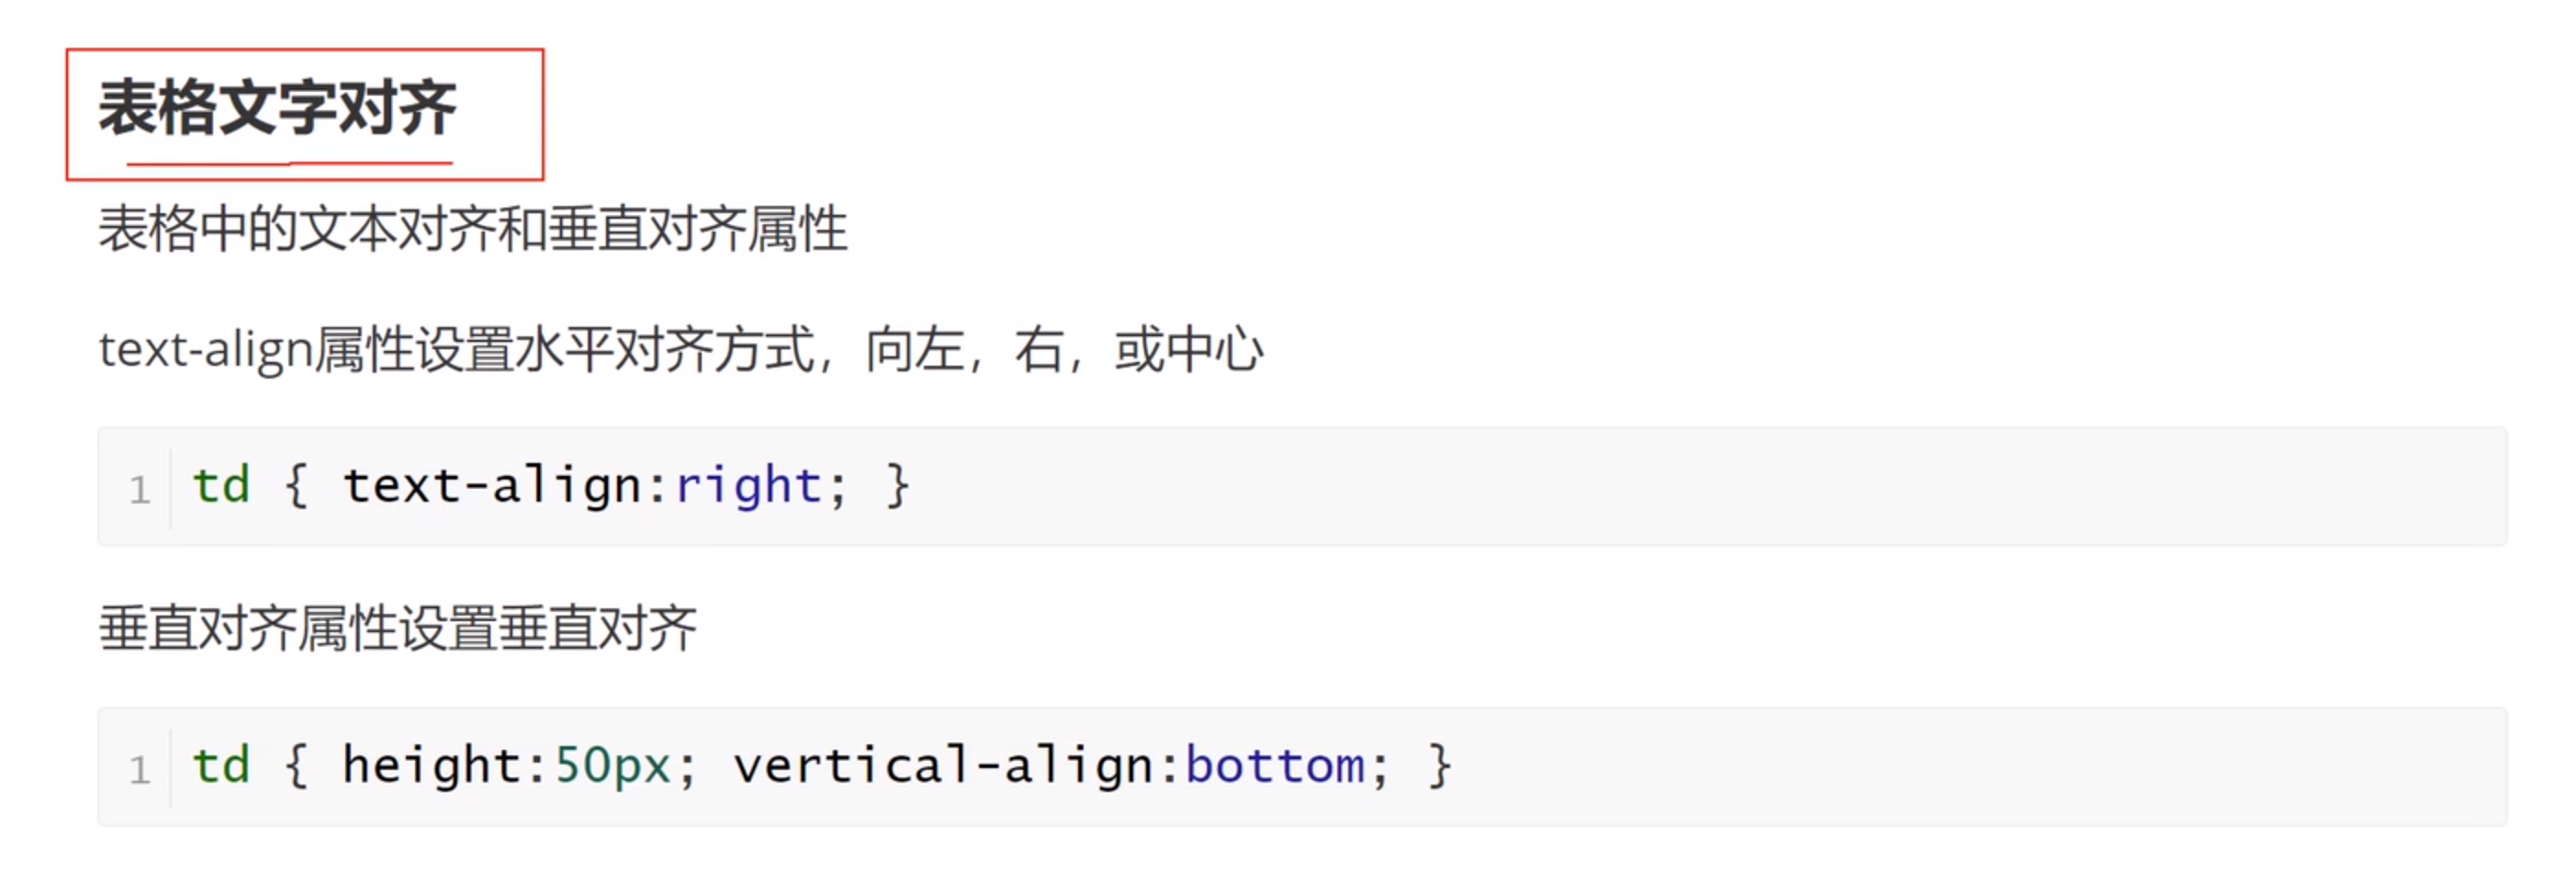 表格文字对齐
表格中的文本对齐和垂直对齐属性
text-align属性设置水平对齐方式，向左，右，或中心
1 td { text-align:right; }
垂直对齐属性设置垂直对齐
1 td { height:50px; vertical-align:bottom; }